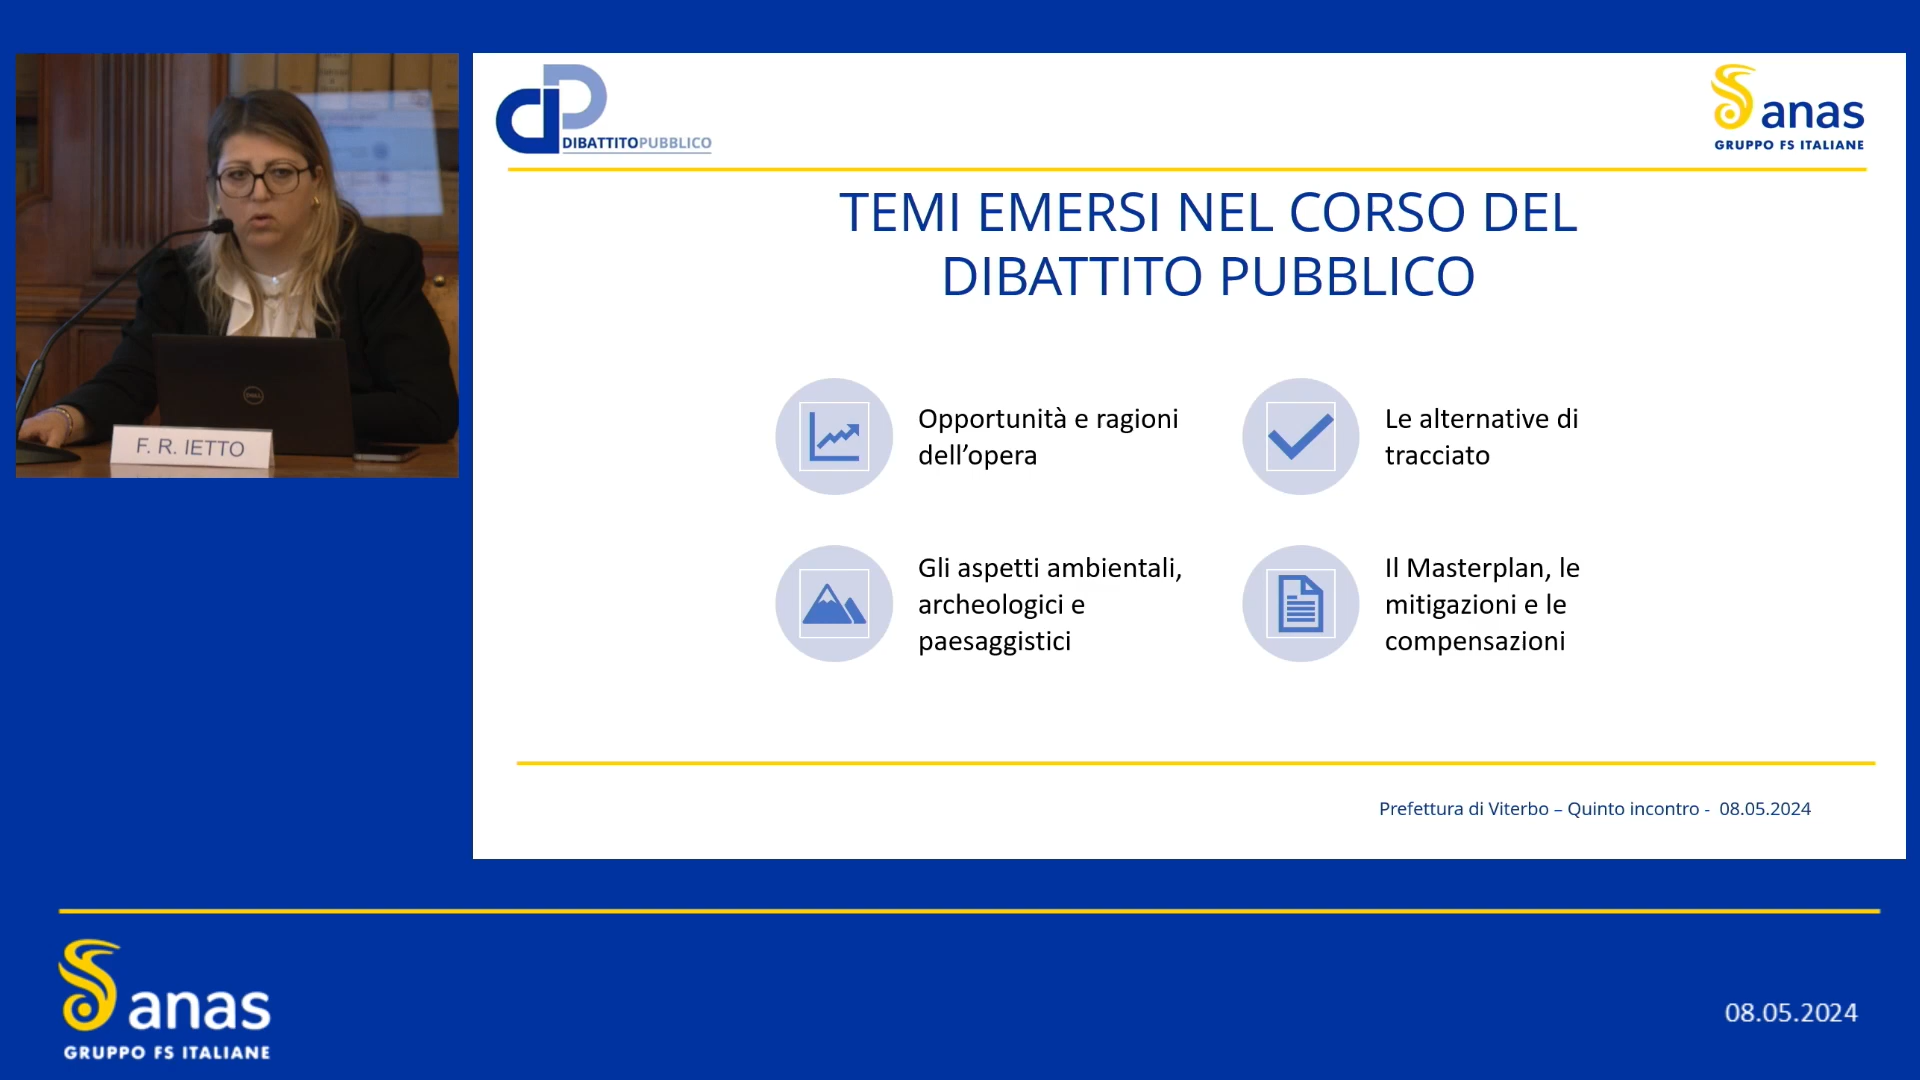 DIBATTITOPUBBLICO
anas
GRUPPO FS ITALIANE
TEMI EMERSI NEL CORSO DEL
DIBATTITO PUBBLICO
Opportunità e ragioni
dell’opera
Le alternative di
tracciato
Gli aspetti ambientali,
archeologici e
paesaggistici
Il Masterplan, le
mitigazioni e le
compensazioni
Prefettura di Viterbo – Quinto incontro - 08.05.2024
DELL
F. R. IETTO
anas
GRUPPO FS ITALIANE
08.05.2024